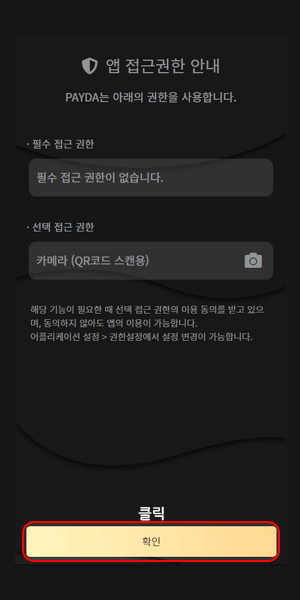 앱 접근권한 안내
PAYDA는 아래의 권한을 사용합니다.
· 필수 접근 권한
필수 접근 권한이 없습니다.
· 선택 접근 권한
카메라 (QR코드 스캔용)
해당 기능이 필요한 때 선택 접근 권한의 이용 동의를 받고 있으
며, 동의하지 않아도 앱의 이용이 가능합니다.
어플리케이션 설정 > 권한설정에서 설정 변경이 가능합니다.
클릭
확인